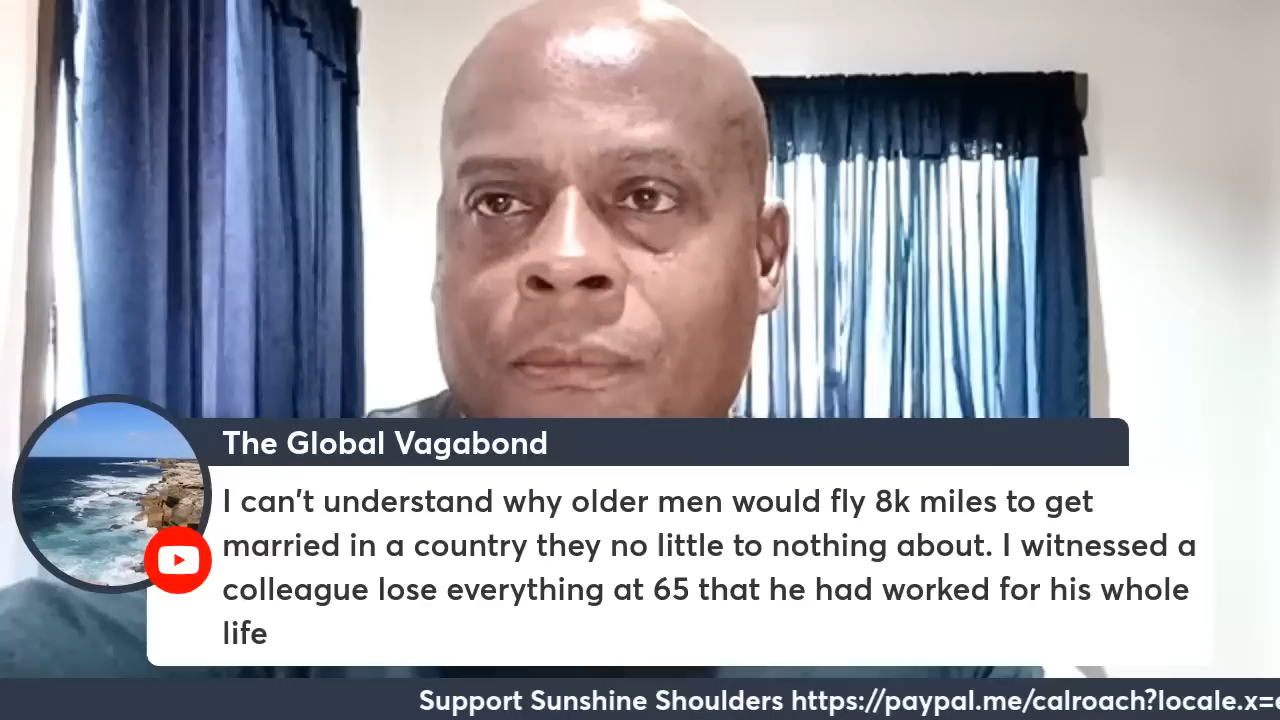 The Global Vagabond
I can't understand why older men would fly 8k miles to get
married in a country they no little to nothing about. I witnessed a
colleague lose everything at 65 that he had worked for his whole
life
Support Sunshine Shoulders https://paypal.me/calroach?locale.x=